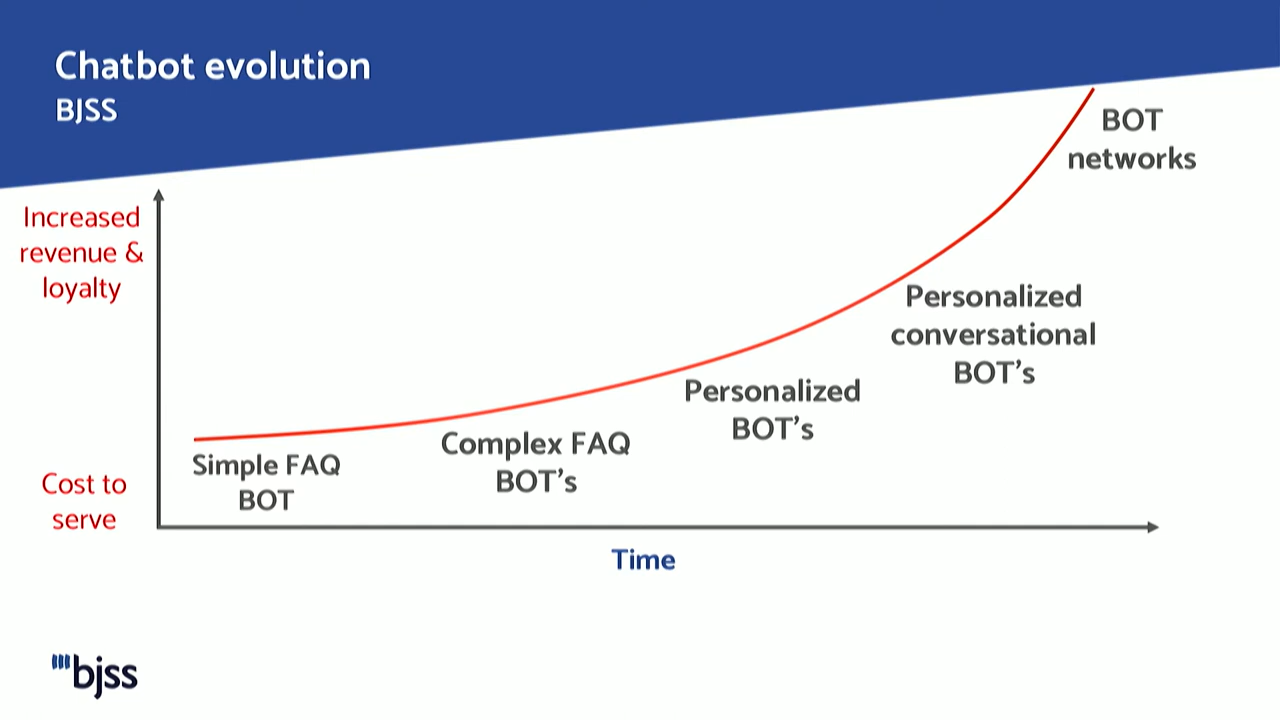 Chatbot evolution
BJSS
Increased
revenue &
loyalty
Cost to
serve
Simple FAQ
BOT
Complex FAQ
BOT’s
Personalized
BOT’s
Personalized
conversational
BOT’s
BOT
networks
Time
bjss